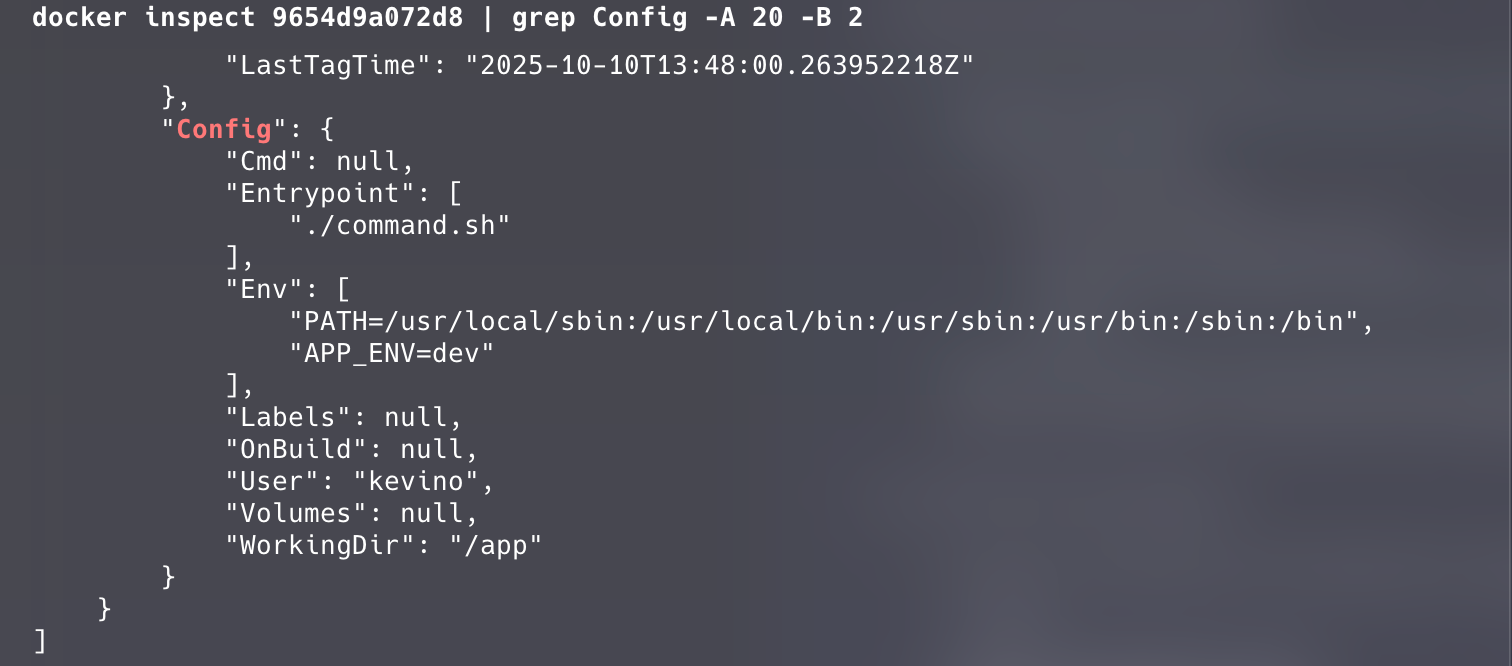 docker inspect 9654d9a072d8 | grep Config -A 20 -B 2
            "LastTagTime": "2025-10-10T13:48:00.263952218Z"
        },
        "Config": {
            "Cmd": null,
            "Entrypoint": [
                "./command.sh"
            ],
            "Env": [
                "PATH=/usr/local/sbin:/usr/local/bin:/usr/sbin:/usr/bin:/sbin:/bin",
                "APP_ENV=dev"
            ],
            "Labels": null,
            "OnBuild": null,
            "User": "kevino",
            "Volumes": null,
            "WorkingDir": "/app"
        }
    }
]